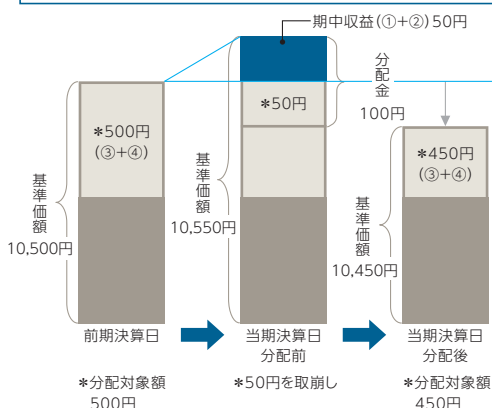 期中収益(①+②)50円
分配金
100円
*50円
*500円
(③+④)
*450円
(③+④)
基準価額
10,500円
基準価額
10,550円
基準価額
10,450円
前期決算日
当期決算日
分配前
当期決算日
分配後
*分配対象額
500円
*50円を取崩し
*分配対象額
450円